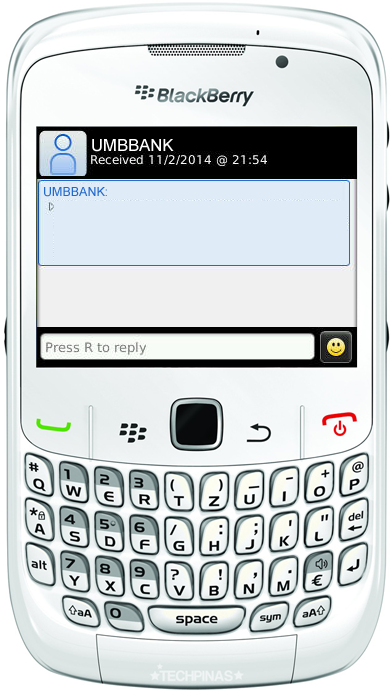 BlackBerry
UMBBANK
Received 11/2/2014 @ 21:54
UMBBANK:
Press R to reply
# 1 2 3 ( ) _ - + @
Q W E R T Z U I O P
* 4 5 6 / : ; ' " del
A S D F G H J K L
alt 7 8 9 ? ! , . €
Y X C V B N M
aA 0 space sym aA
TECHPINAS